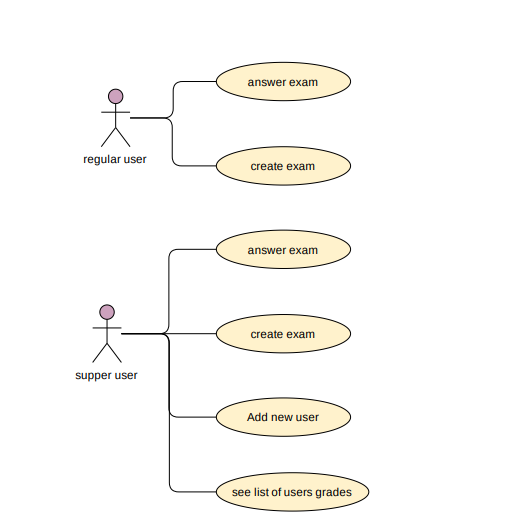 answer exam
regular user
create exam
answer exam
create exam
supper user
Add new user
see list of users grades